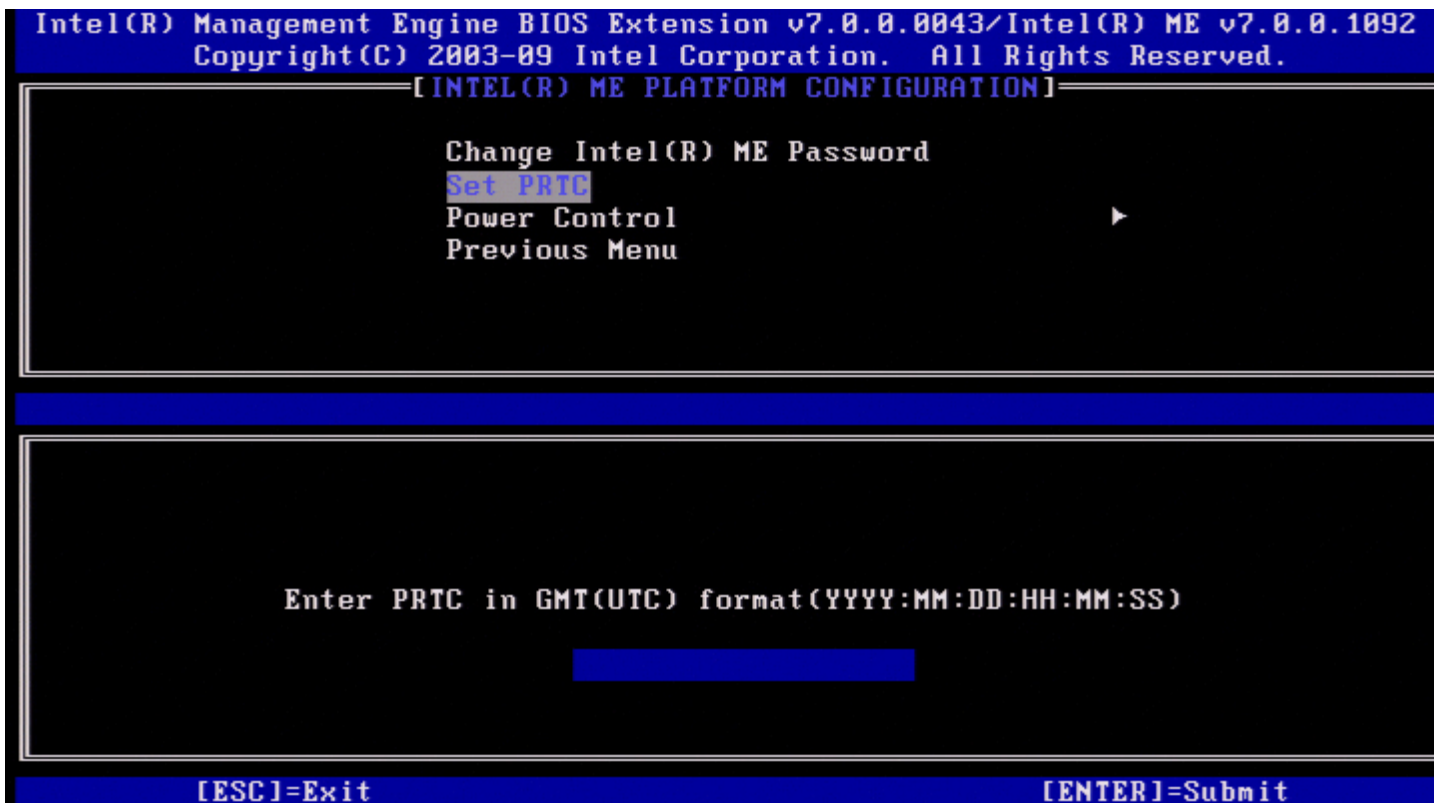 Intel(R) Management Engine BIOS Extension v7.0.0.0043/Intel(R) ME v7.0.0.1092
Copyright(C) 2003-09 Intel Corporation. All Rights Reserved.
[INTEL(R) ME PLATFORM CONFIGURATION]
Change Intel(R) ME Password
Set PRTC
Power Control
Previous Menu
Enter PRTC in GMT(UTC) format(YYYY:MM:DD:HH:MM:SS)
[ESC]=Exit [ENTER]=Submit